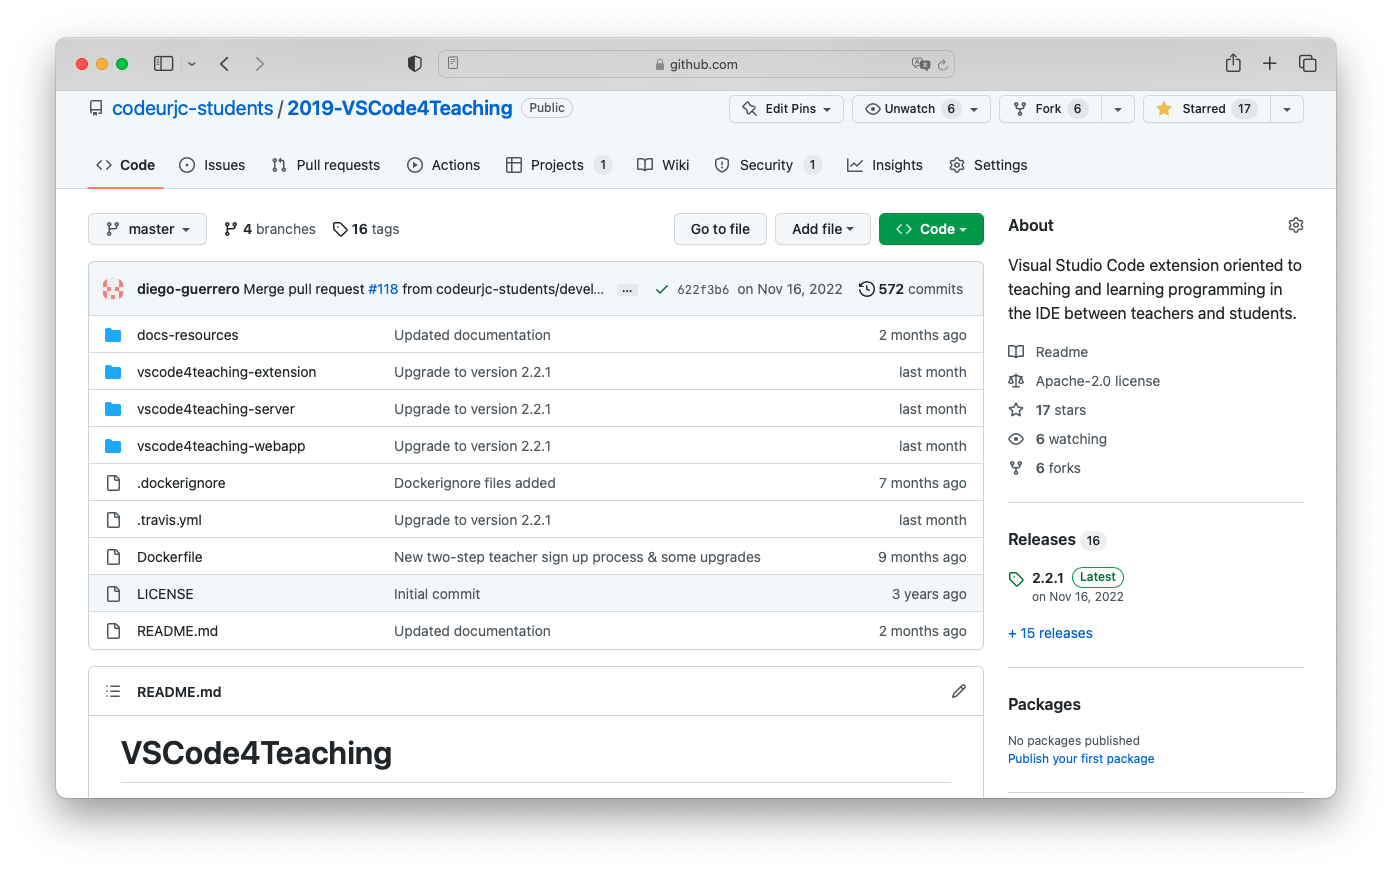 github.com
codeurjc-students / 2019-VSCode4Teaching Public
Edit Pins Unwatch 6 Fork 6 Starred 17
Code Issues Pull requests Actions Projects 1 Wiki Security 1 Insights Settings
master 4 branches 16 tags Go to file Add file Code
diego-guerrero Merge pull request #118 from codeurjc-students/devel... ... 622f3b6 on Nov 16, 2022 572 commits
docs-resources Updated documentation 2 months ago
vscode4teaching-extension Upgrade to version 2.2.1 last month
vscode4teaching-server Upgrade to version 2.2.1 last month
vscode4teaching-webapp Upgrade to version 2.2.1 last month
.dockerignore Dockerignore files added 7 months ago
.travis.yml Upgrade to version 2.2.1 last month
Dockerfile New two-step teacher sign up process & some upgrades 9 months ago
LICENSE Initial commit 3 years ago
README.md Updated documentation 2 months ago
README.md
VSCode4Teaching
About
Visual Studio Code extension oriented to
teaching and learning programming in
the IDE between teachers and students.
Readme
Apache-2.0 license
17 stars
6 watching
6 forks
Releases 16
2.2.1 Latest
on Nov 16, 2022
+ 15 releases
Packages
No packages published
Publish your first package